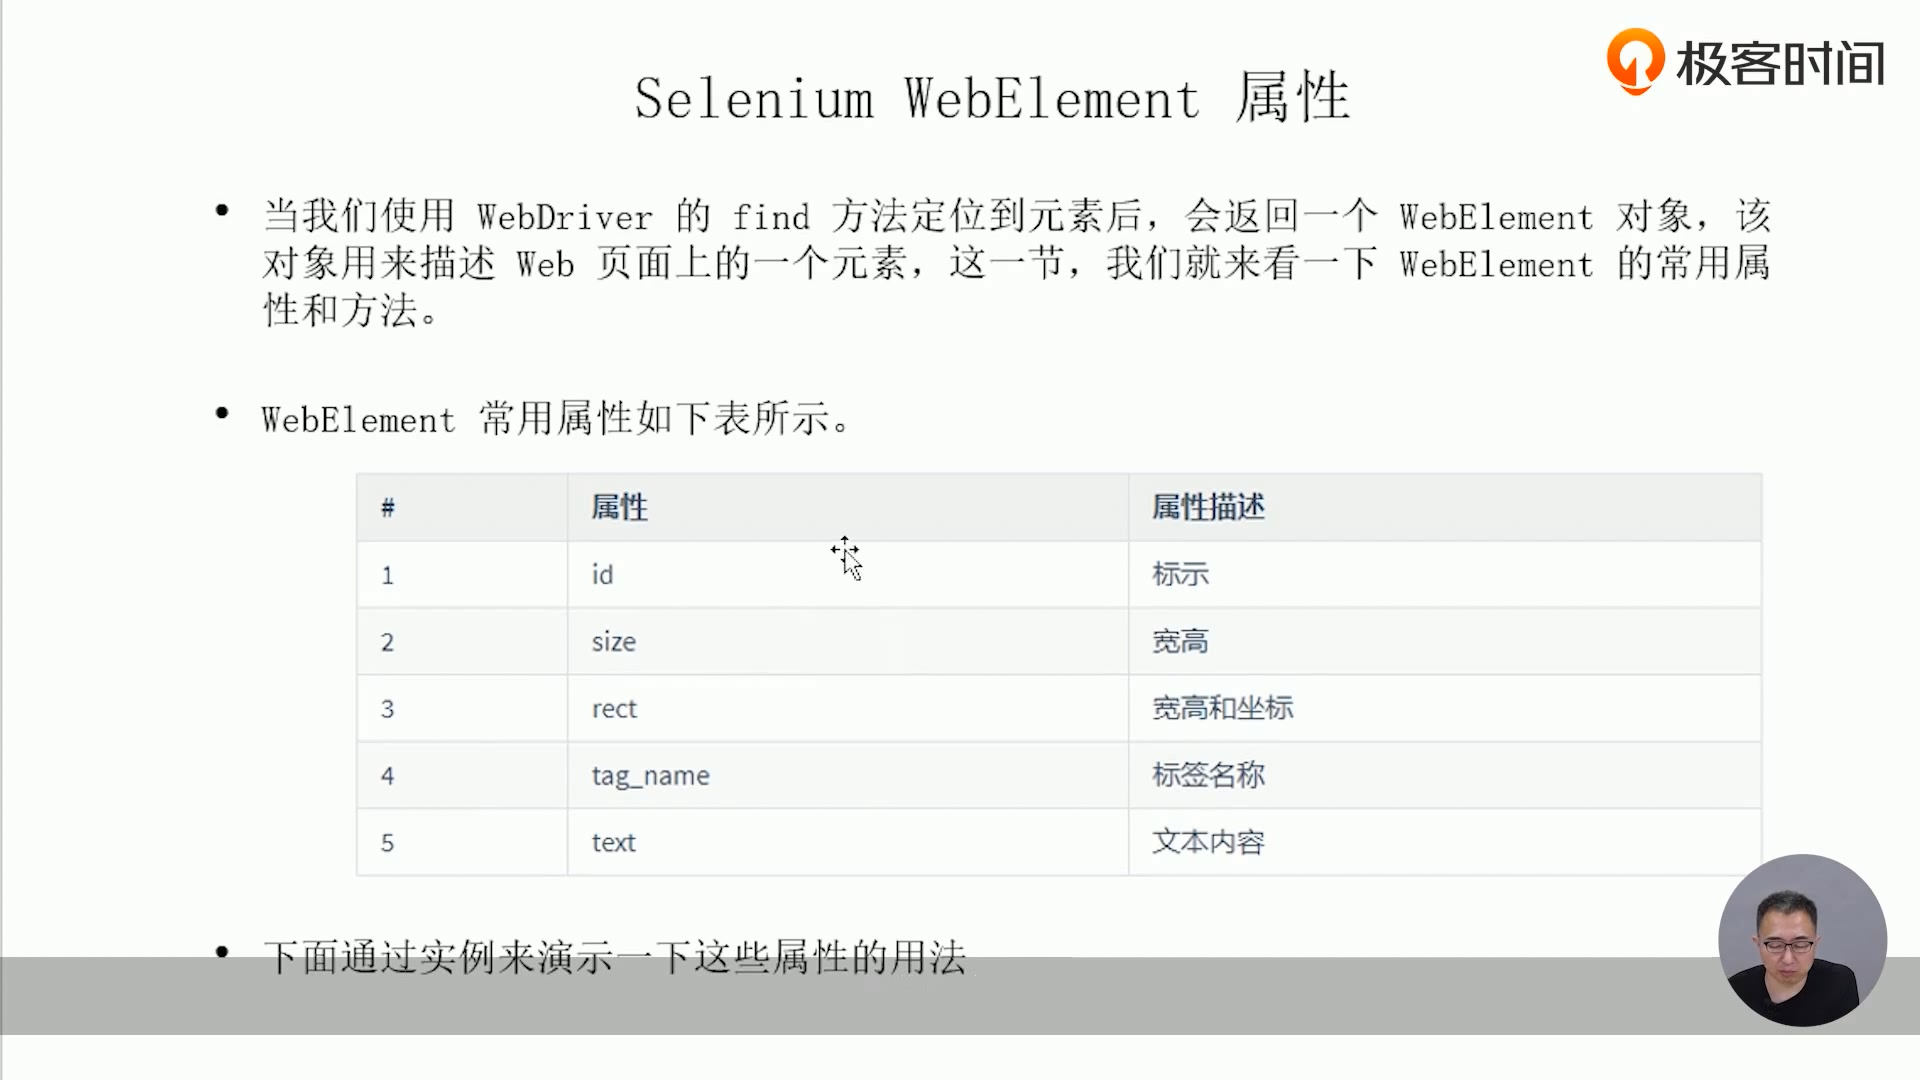 极客时间
Selenium WebElement 属性
• 当我们使用 WebDriver 的 find 方法定位到元素后，会返回一个 WebElement 对象，该
对象用来描述 Web 页面上的一个元素，这一节，我们就来看一下 WebElement 的常用属
性和方法。
• WebElement 常用属性如下表所示。
# 属性 属性描述
1 id 标示
2 size 宽高
3 rect 宽高和坐标
4 tag_name 标签名称
5 text 文本内容
• 下面通过实例来演示一下这些属性的用法